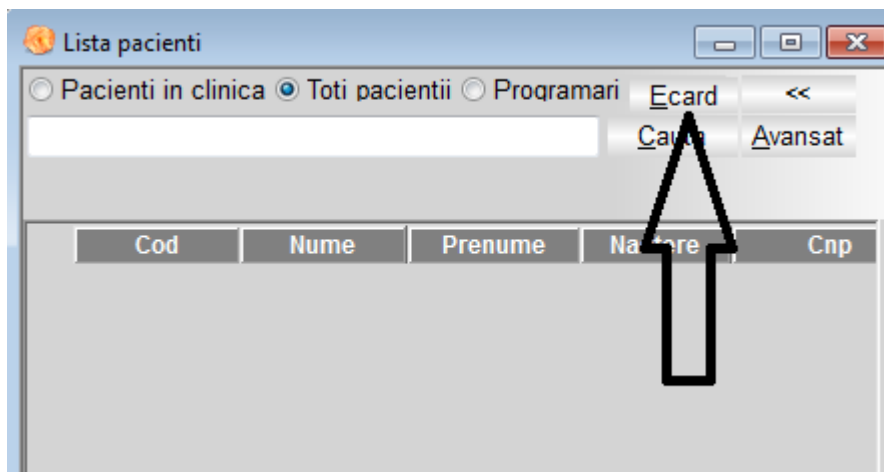 Lista pacienti
Pacienti in clinica Toti pacientii Programari Ecard <<
Avansat
Cod Nume Prenume Cnp